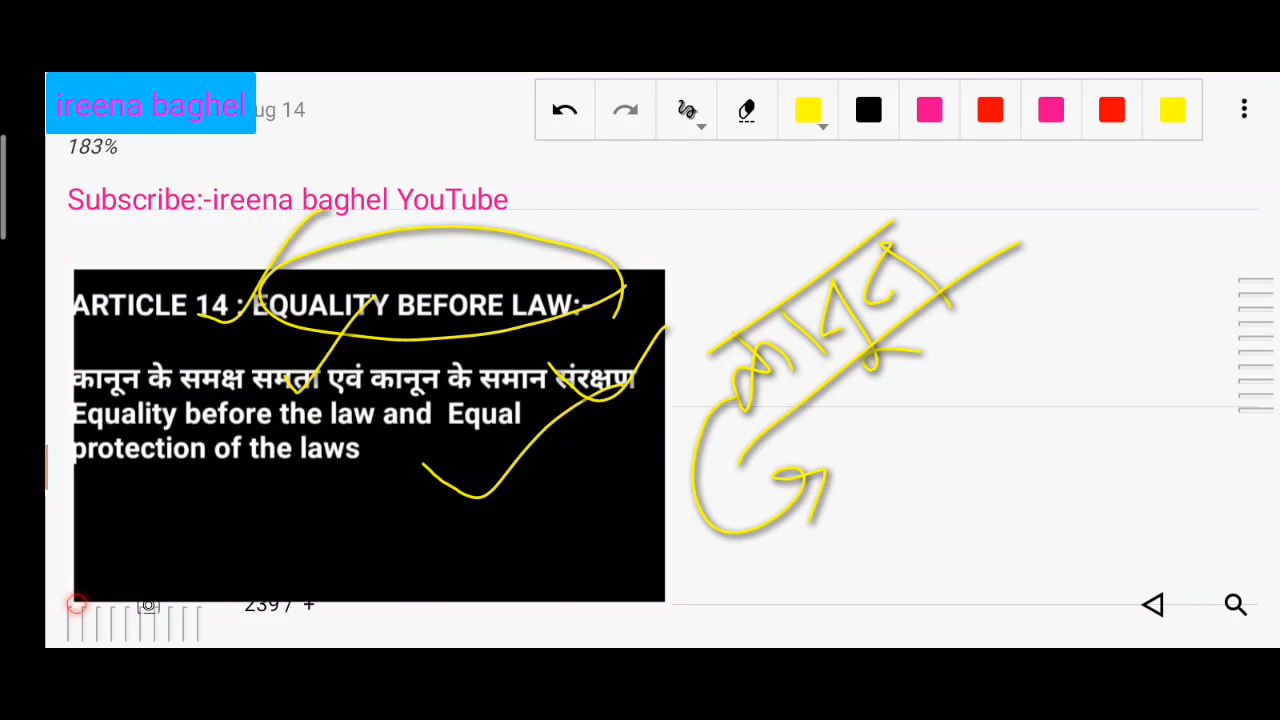 ireena baghel
ug 14
183%
Subscribe:-ireena baghel YouTube
ARTICLE 14 : EQUALITY BEFORE LAW:-
कानून के समक्ष समता एवं कानून के समान संरक्षण
Equality before the law and Equal
protection of the laws
239 / +